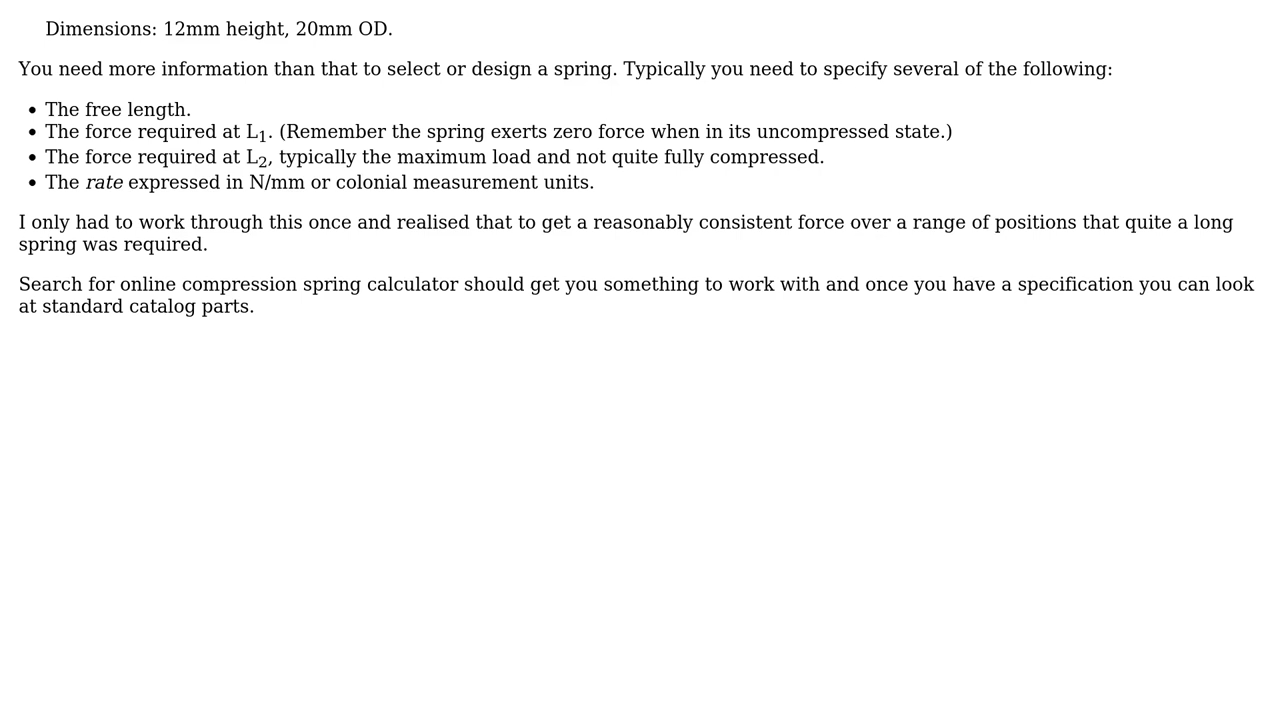 Dimensions: 12mm height, 20mm OD.
You need more information than that to select or design a spring. Typically you need to specify several of the following:
• The free length.
• The force required at L1. (Remember the spring exerts zero force when in its uncompressed state.)
• The force required at L2, typically the maximum load and not quite fully compressed.
• The rate expressed in N/mm or colonial measurement units.
I only had to work through this once and realised that to get a reasonably consistent force over a range of positions that quite a long
spring was required.
Search for online compression spring calculator should get you something to work with and once you have a specification you can look
at standard catalog parts.